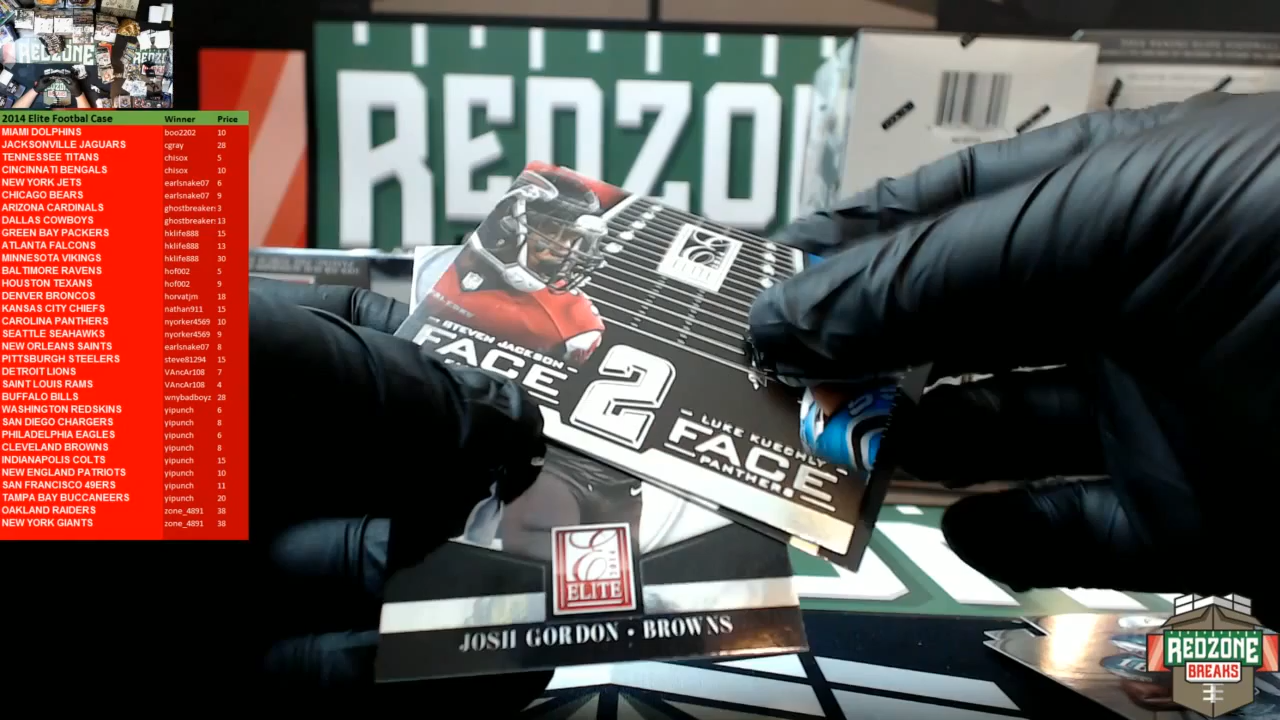 2014 Elite Footbal Case Winner Price
MIAMI DOLPHINS boo2202 10
JACKSONVILLE JAGUARS cgray 28
TENNESSEE TITANS chisox 5
CINCINNATI BENGALS chisox 10
NEW YORK JETS earlsnake07 6
CHICAGO BEARS earlsnake07 9
ARIZONA CARDINALS ghostbreaker 3
DALLAS COWBOYS ghostbreaker 13
GREEN BAY PACKERS hklife888 15
ATLANTA FALCONS hklife888 13
MINNESOTA VIKINGS hklife888 30
BALTIMORE RAVENS hof002 5
HOUSTON TEXANS hof002 9
DENVER BRONCOS horvatjm 18
KANSAS CITY CHIEFS nathan911 15
CAROLINA PANTHERS nyorker4569 10
SEATTLE SEAHAWKS nyorker4569 9
NEW ORLEANS SAINTS earlsnake07 8
PITTSBURGH STEELERS steve81294 15
DETROIT LIONS VAncAr108 7
SAINT LOUIS RAMS VAncAr108 4
BUFFALO BILLS wnybadboyz 28
WASHINGTON REDSKINS yipunch 6
SAN DIEGO CHARGERS yipunch 8
PHILADELPHIA EAGLES yipunch 6
CLEVELAND BROWNS yipunch 8
INDIANAPOLIS COLTS yipunch 15
NEW ENGLAND PATRIOTS yipunch 10
SAN FRANCISCO 49ERS yipunch 11
TAMPA BAY BUCCANEERS yipunch 20
OAKLAND RAIDERS zone_4891 38
NEW YORK GIANTS zone_4891 38
REDZONE
REDZO
ELITE
STEVEN JACKSON
FACE
2
LUKE KUECHLY
FACE
PANTHERS
ELITE
JOSH GORDON • BROWNS
REDZONE
BREAKS